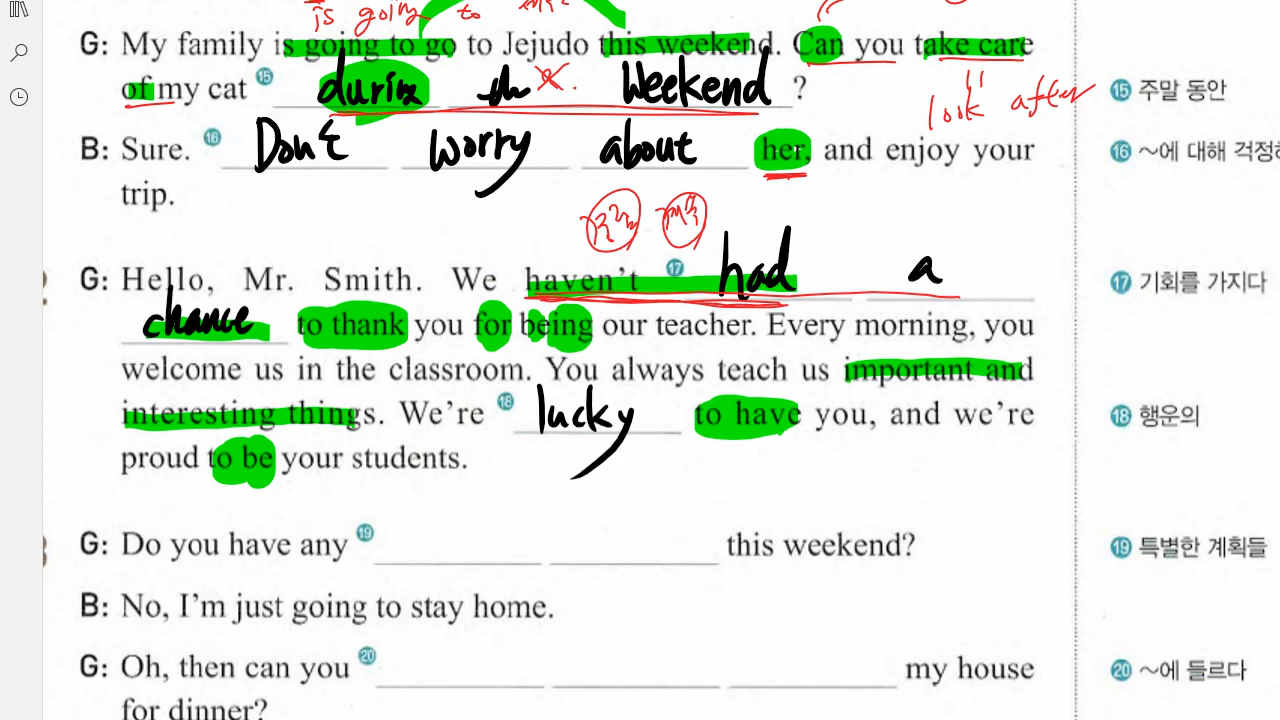 is going to
G: My family is going to go to Jejudo this weekend. Can you take care
of my cat ⑮ during the Weekend ?
look after
⑮ 주말 동안
B: Sure. ⑯ Don't worry about her, and enjoy your
⑯ ~에 대해 걱정
trip.
G: Hello, Mr. Smith. We haven't ⑰ had a
⑰ 기회를 가지다
chance to thank you for being our teacher. Every morning, you
welcome us in the classroom. You always teach us important and
interesting things. We're ⑱ lucky to have you, and we're
⑱ 행운의
proud to be your students.
G: Do you have any ⑲ this weekend?
⑲ 특별한 계획들
B: No, I'm just going to stay home.
G: Oh, then can you ⑳ my house
⑳ ~에 들르다
for dinner?